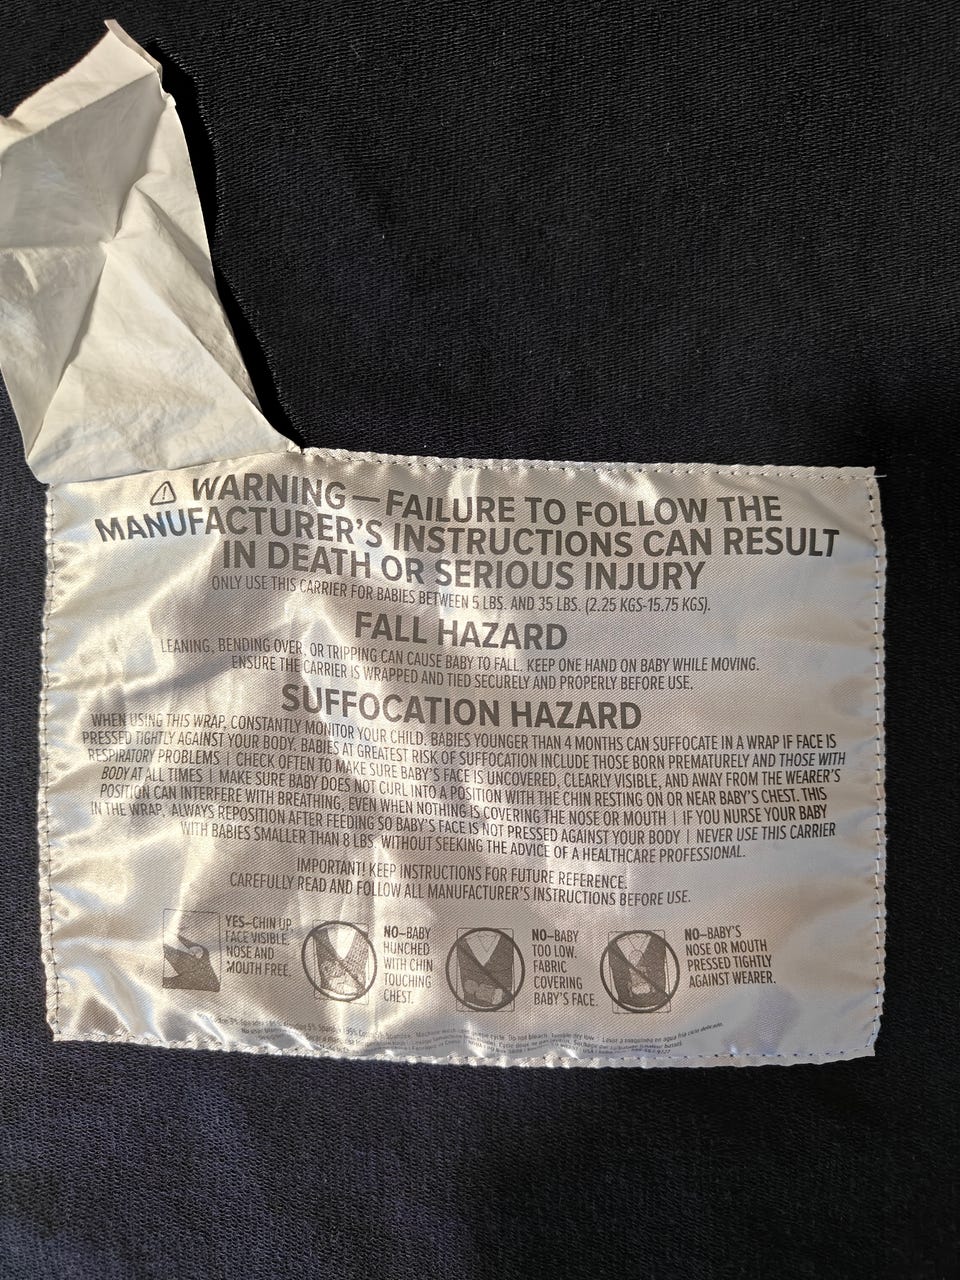 ⚠ WARNING—FAILURE TO FOLLOW THE
MANUFACTURER'S INSTRUCTIONS CAN RESULT
IN DEATH OR SERIOUS INJURY
ONLY USE THIS CARRIER FOR BABIES BETWEEN 5 LBS. AND 35 LBS. (2.25 KGS-15.75 KGS).
FALL HAZARD
LEANING, BENDING OVER, OR TRIPPING CAN CAUSE BABY TO FALL. KEEP ONE HAND ON BABY WHILE MOVING.
ENSURE THE CARRIER IS WRAPPED AND TIED SECURELY AND PROPERLY BEFORE USE.
SUFFOCATION HAZARD
WHEN USING THIS WRAP, CONSTANTLY MONITOR YOUR CHILD. BABIES YOUNGER THAN 4 MONTHS CAN SUFFOCATE IN A WRAP IF FACE IS
PRESSED TIGHTLY AGAINST YOUR BODY. BABIES AT GREATEST RISK OF SUFFOCATION INCLUDE THOSE BORN PREMATURELY AND THOSE WITH
RESPIRATORY PROBLEMS | CHECK OFTEN TO MAKE SURE BABY'S FACE IS UNCOVERED, CLEARLY VISIBLE, AND AWAY FROM THE WEARER'S
BODY AT ALL TIMES | MAKE SURE BABY DOES NOT CURL INTO A POSITION WITH THE CHIN RESTING ON OR NEAR BABY'S CHEST. THIS
POSITION CAN INTERFERE WITH BREATHING, EVEN WHEN NOTHING IS COVERING THE NOSE OR MOUTH | IF YOU NURSE YOUR BABY
IN THE WRAP, ALWAYS REPOSITION AFTER FEEDING SO BABY'S FACE IS NOT PRESSED AGAINST YOUR BODY | NEVER USE THIS CARRIER
WITH BABIES SMALLER THAN 8 LBS. WITHOUT SEEKING THE ADVICE OF A HEALTHCARE PROFESSIONAL.
IMPORTANT! KEEP INSTRUCTIONS FOR FUTURE REFERENCE.
CAREFULLY READ AND FOLLOW ALL MANUFACTURER'S INSTRUCTIONS BEFORE USE.
YES–CHIN UP
FACE VISIBLE,
NOSE AND
MOUTH FREE.
NO–BABY
HUNCHED
WITH CHIN
TOUCHING
CHEST.
NO–BABY
TOO LOW.
FABRIC
COVERING
BABY'S FACE.
NO–BABY'S
NOSE OR MOUTH
PRESSED TIGHTLY
AGAINST WEARER.